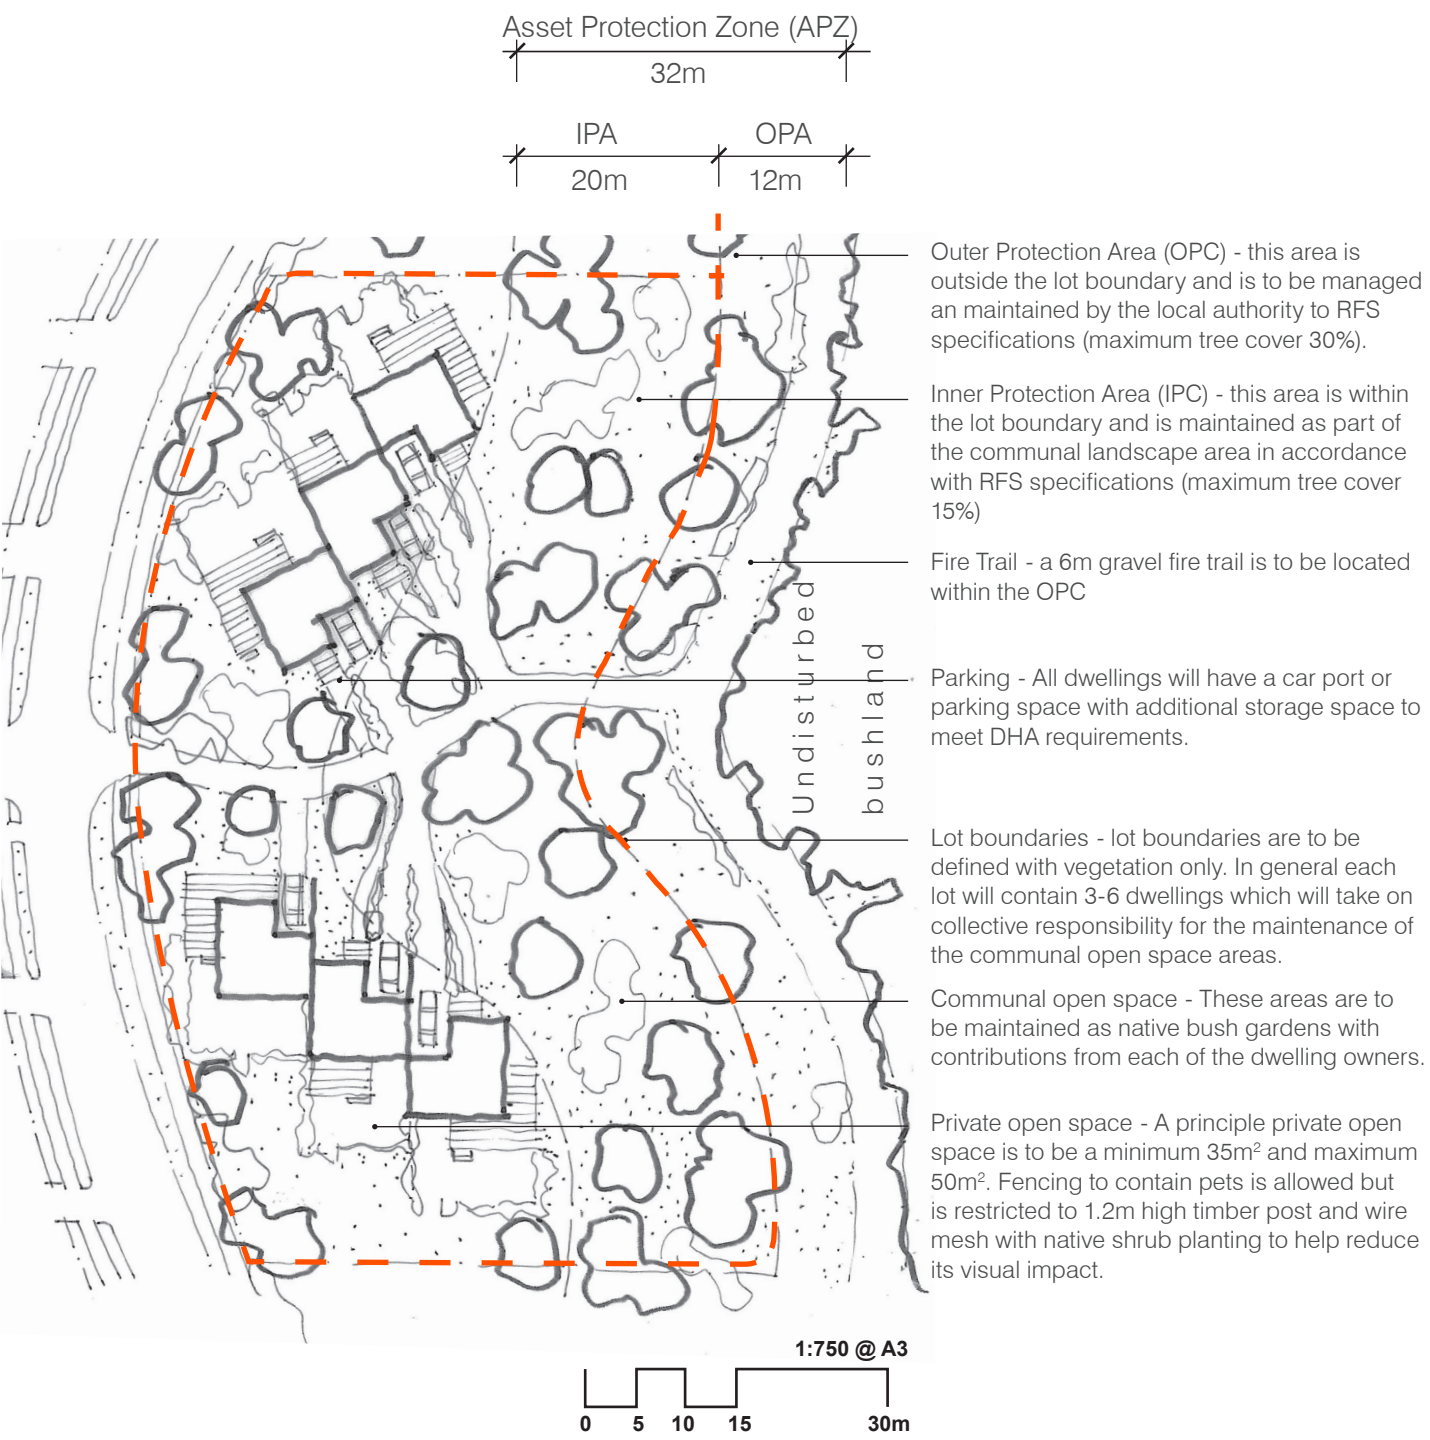 Asset Protection Zone (APZ)
32m
IPA
OPA
20m
12m
Outer Protection Area (OPC) - this area is
outside the lot boundary and is to be managed
an maintained by the local authority to RFS
specifications (maximum tree cover 30%).
Inner Protection Area (IPC) - this area is within
the lot boundary and is maintained as part of
the communal landscape area in accordance
with RFS specifications (maximum tree cover
15%)
Fire Trail - a 6m gravel fire trail is to be located
within the OPC
Undisturbed
bushland
Parking - All dwellings will have a car port or
parking space with additional storage space to
meet DHA requirements.
Lot boundaries - lot boundaries are to be
defined with vegetation only. In general each
lot will contain 3-6 dwellings which will take on
collective responsibility for the maintenance of
the communal open space areas.
Communal open space - These areas are to
be maintained as native bush gardens with
contributions from each of the dwelling owners.
Private open space - A principle private open
space is to be a minimum 35m² and maximum
50m². Fencing to contain pets is allowed but
is restricted to 1.2m high timber post and wire
mesh with native shrub planting to help reduce
its visual impact.
1:750 @ A3
0 5 10 15 30m